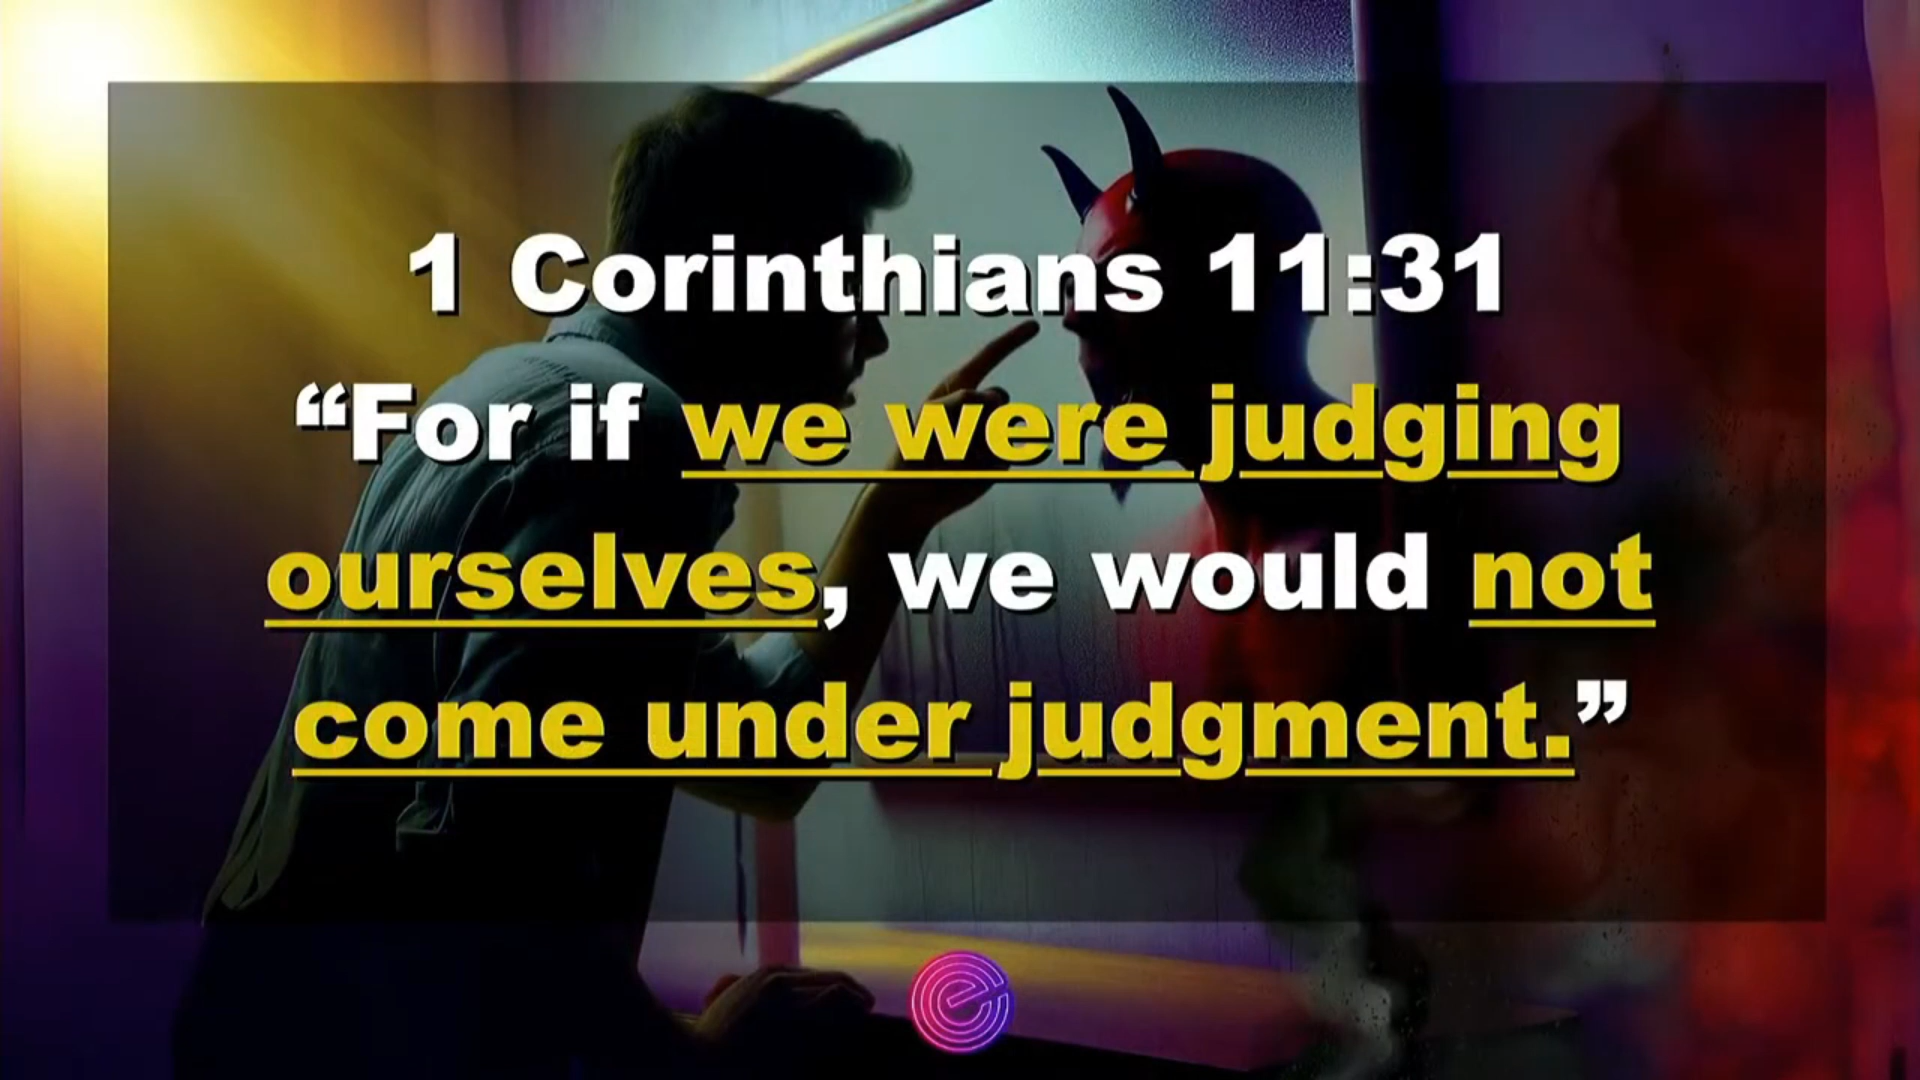 1 Corinthians 11:31
“For if we were judging
ourselves, we would not
come under judgment.”